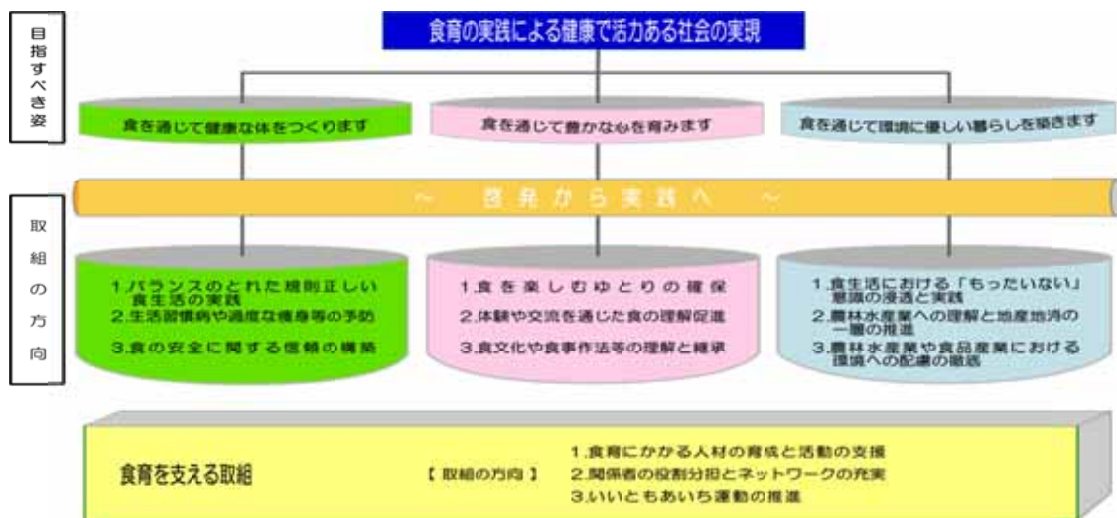 目指すべき姿
食育の実践による健康で活力ある社会の実現
食を通じて健康な体をつくります
食を通じて豊かな心を育みます
食を通じて環境に優しい暮らしを築きます
～ 啓発から実践へ ～
取組の方向
1.バランスのとれた規則正しい
食生活の実践
2.生活習慣病や過度な痩身等の予防
3.食の安全に関する信頼の構築
1.食を楽しむゆとりの確保
2.体験や交流を通じた食の理解促進
3.食文化や食事作法等の理解と継承
1.食生活における「もったいない」
意識の浸透と実践
2.農林水産業への理解と地産地消の
一層の推進
3.農林水産業や食品産業における
環境への配慮の徹底
食育を支える取組
【 取組の方向 】
1.食育にかかる人材の育成と活動の支援
2.関係者の役割分担とネットワークの充実
3.いいともあいち運動の推進